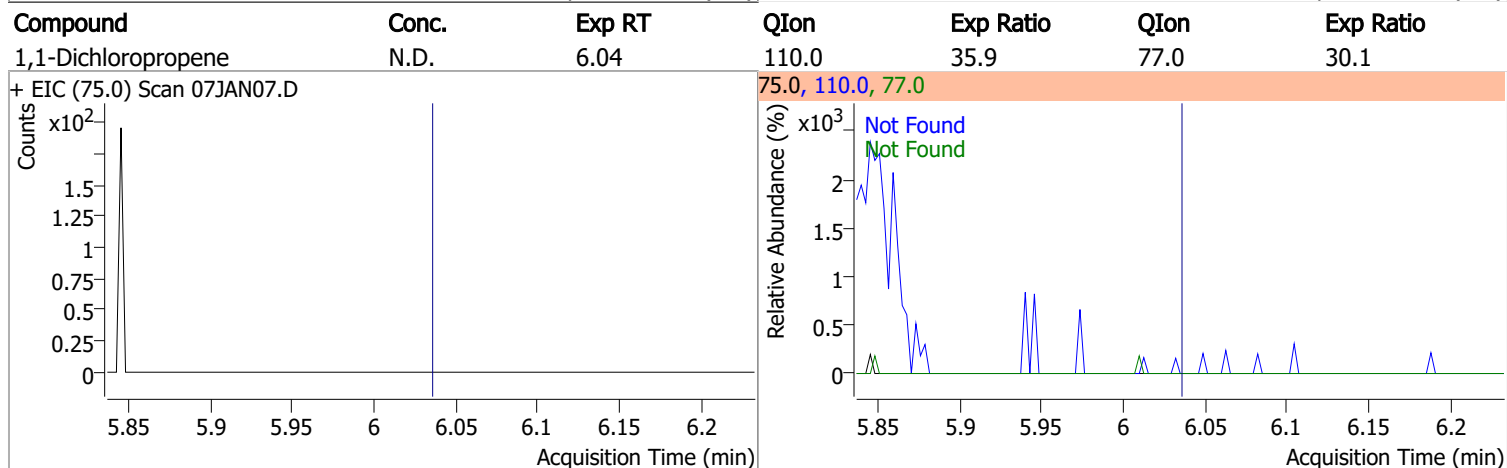 Compound Conc. Exp RT QIon Exp Ratio QIon Exp Ratio
1,1-Dichloropropene N.D. 6.04 110.0 35.9 77.0 30.1
+ EIC (75.0) Scan 07JAN07.D
Counts
x10²
1.5
1.25
1
0.75
0.5
0.25
0
5.85 5.9 5.95 6 6.05 6.1 6.15 6.2
Acquisition Time (min)
75.0, 110.0, 77.0
Relative Abundance (%)
x10³
Not Found
Not Found
2
1.5
1
0.5
0
5.85 5.9 5.95 6 6.05 6.1 6.15 6.2
Acquisition Time (min)